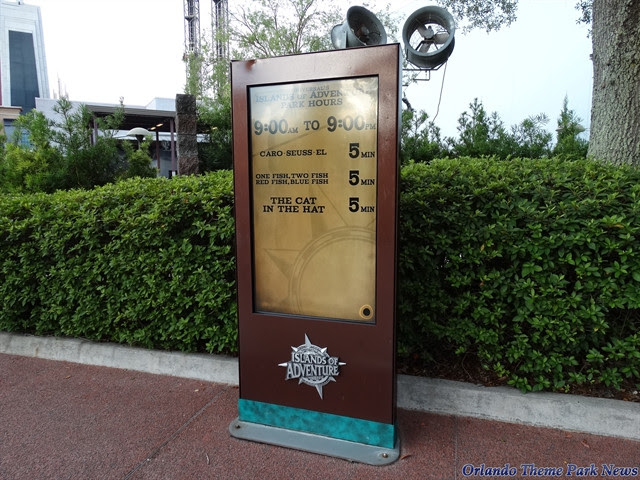 ISLANDS OF ADVENTURE
PARK HOURS
9:00AM TO 9:00PM
CARO·SEUSS·EL 5 MIN
ONE FISH, TWO FISH
RED FISH, BLUE FISH 5 MIN
THE CAT
IN THE HAT 5 MIN
ISLANDS OF
ADVENTURE
Orlando Theme Park News